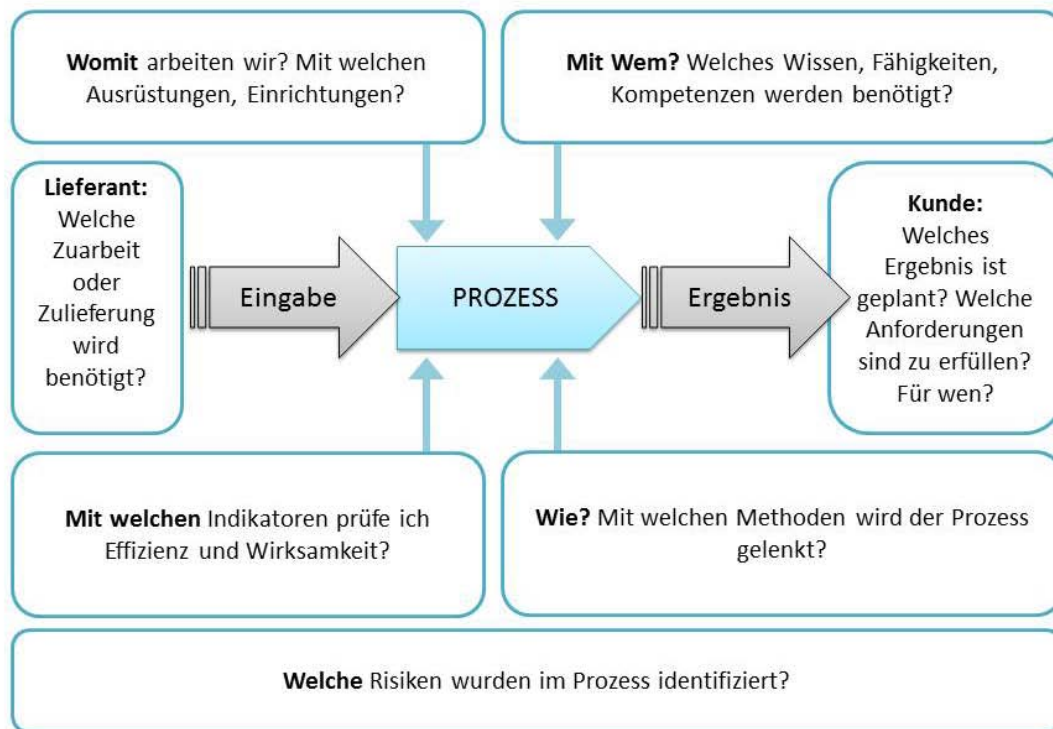 Womit arbeiten wir? Mit welchen
Ausrüstungen, Einrichtungen?
Mit Wem? Welches Wissen, Fähigkeiten,
Kompetenzen werden benötigt?
Lieferant:
Welche
Zuarbeit
oder
Zulieferung
wird
benötigt?
Eingabe
PROZESS
Ergebnis
Kunde:
Welches
Ergebnis ist
geplant? Welche
Anforderungen
sind zu erfüllen?
Für wen?
Mit welchen Indikatoren prüfe ich
Effizienz und Wirksamkeit?
Wie? Mit welchen Methoden wird der Prozess
gelenkt?
Welche Risiken wurden im Prozess identifiziert?